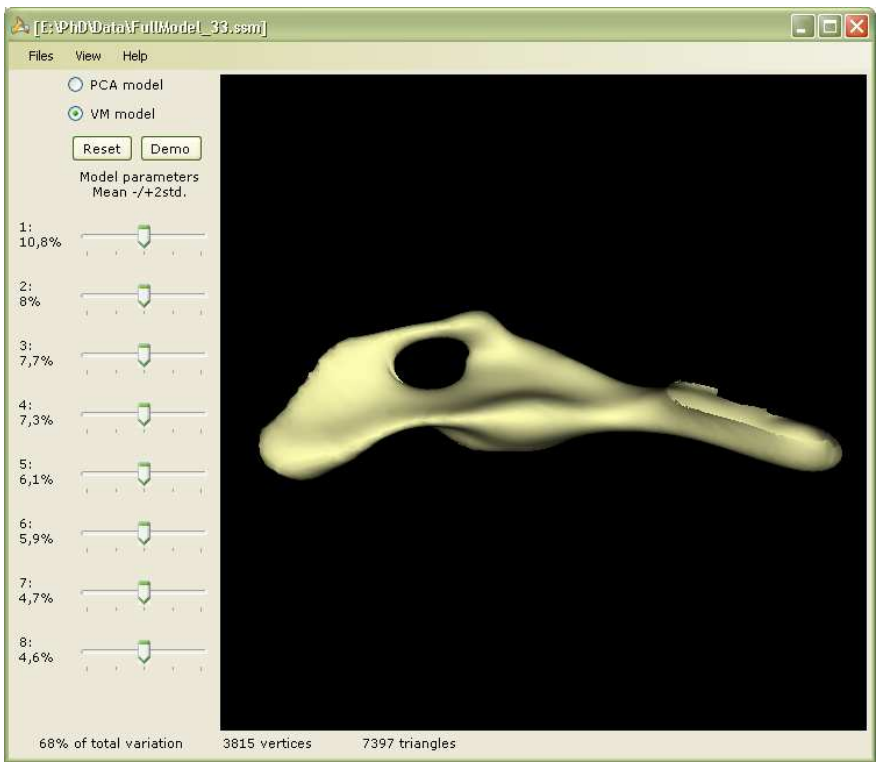 [E:\PhD\Data\FullModel_33.ssm]
Files View Help
PCA model
VM model
Reset Demo
Model parameters
Mean -/+2std.
1:
10,8%
2:
8%
3:
7,7%
4:
7,3%
5:
6,1%
6:
5,9%
7:
4,7%
8:
4,6%
68% of total variation 3815 vertices 7397 triangles